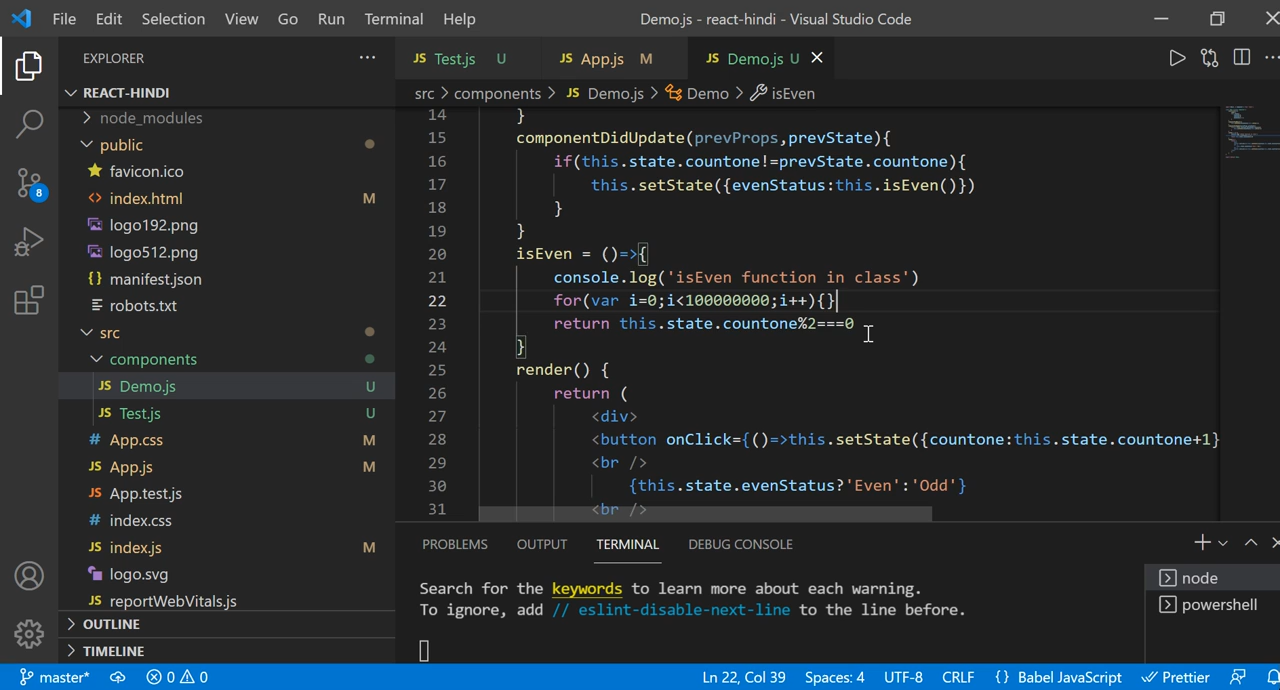 File Edit Selection View Go Run Terminal Help Demo.js - react-hindi - Visual Studio Code
EXPLORER
REACT-HINDI
node_modules
public
favicon.ico
index.html M
logo192.png
logo512.png
manifest.json
robots.txt
src
components
JS Demo.js U
JS Test.js U
# App.css M
JS App.js M
JS App.test.js
# index.css
JS index.js M
logo.svg
JS reportWebVitals.js
OUTLINE
TIMELINE
8
JS Test.js U JS App.js M JS Demo.js U
src > components > JS Demo.js > Demo > isEven
14 }
15 componentDidUpdate(prevProps,prevState){
16 if(this.state.countone!=prevState.countone){
17 this.setState({evenStatus:this.isEven()})
18 }
19 }
20 isEven = ()=>{
21 console.log('isEven function in class')
22 for(var i=0;i<100000000;i++){}
23 return this.state.countone%2===0
24 }
25 render() {
26 return (
27 <div>
28 <button onClick={()=>this.setState({countone:this.state.countone+1}
29 <br />
30 {this.state.evenStatus?'Even':'Odd'}
31 <br />
PROBLEMS OUTPUT TERMINAL DEBUG CONSOLE
Search for the keywords to learn more about each warning.
To ignore, add // eslint-disable-next-line to the line before.
node
powershell
master* 0 0 Ln 22, Col 39 Spaces: 4 UTF-8 CRLF {} Babel JavaScript Prettier